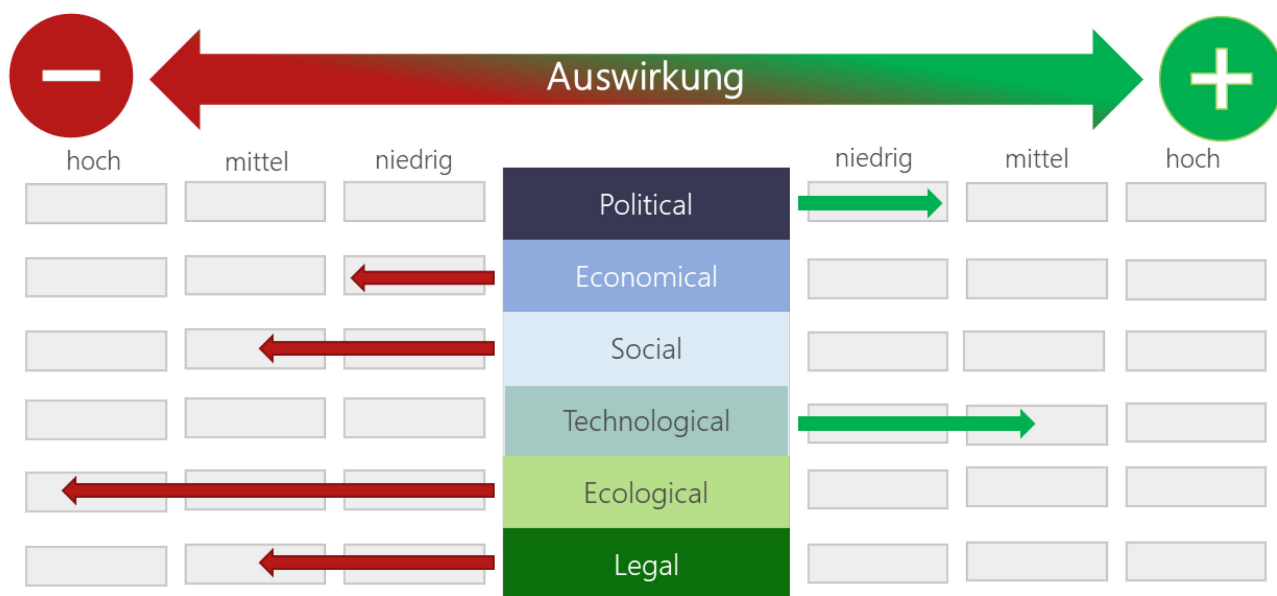 Auswirkung
hoch mittel niedrig niedrig mittel hoch
Political
Economical
Social
Technological
Ecological
Legal